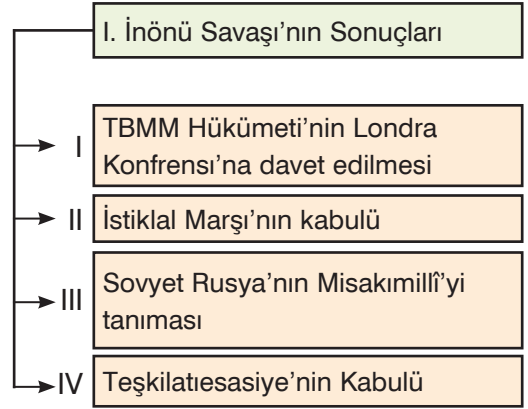 I. İnönü Savaşı’nın Sonuçları
I TBMM Hükümeti’nin Londra
Konfrensı’na davet edilmesi
II İstiklal Marşı’nın kabulü
III Sovyet Rusya’nın Misakımillî’yi
tanıması
IV Teşkilatıesasiye’nin Kabulü